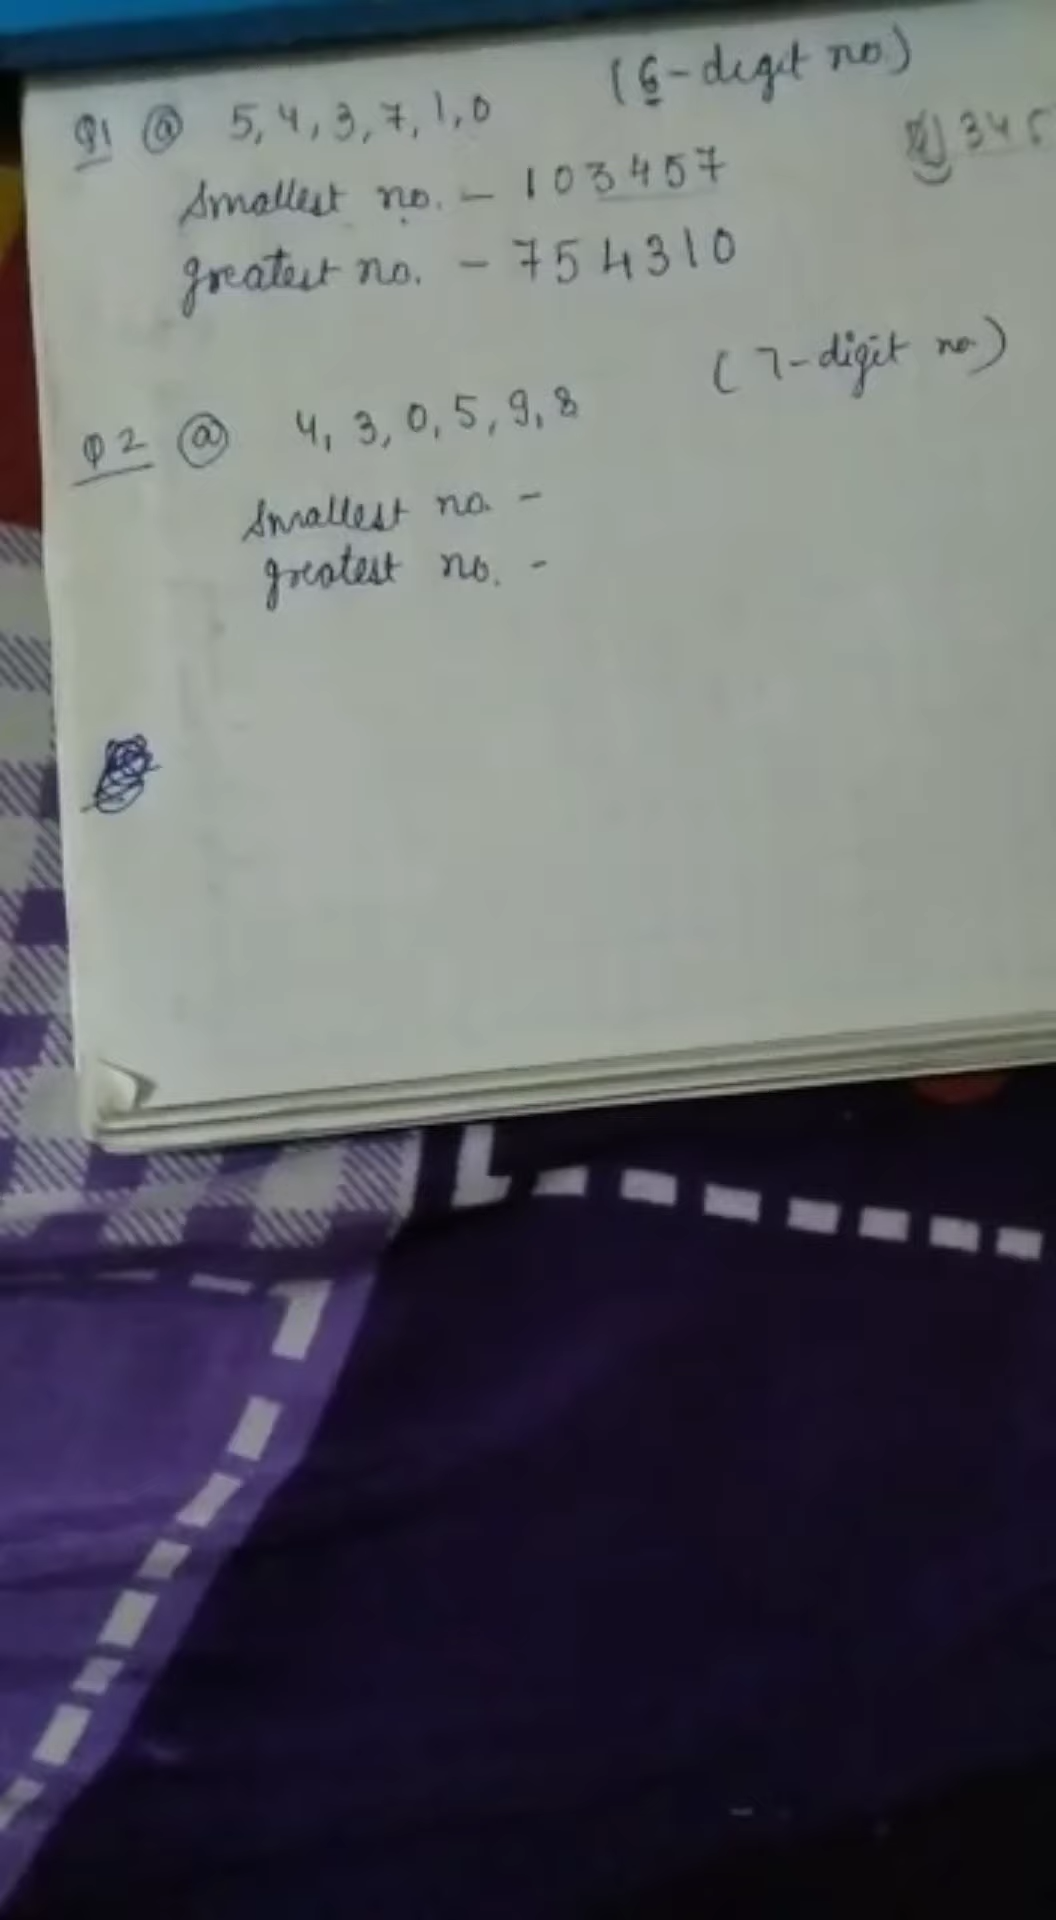 Q1 (a) 5, 4, 3, 7, 1, 0 (6-digit no.)
Smallest no. - 103457
greatest no. - 754310
345
Q2 (a) 4, 3, 0, 5, 9, 8 (7-digit no)
Smallest no. -
greatest no. -